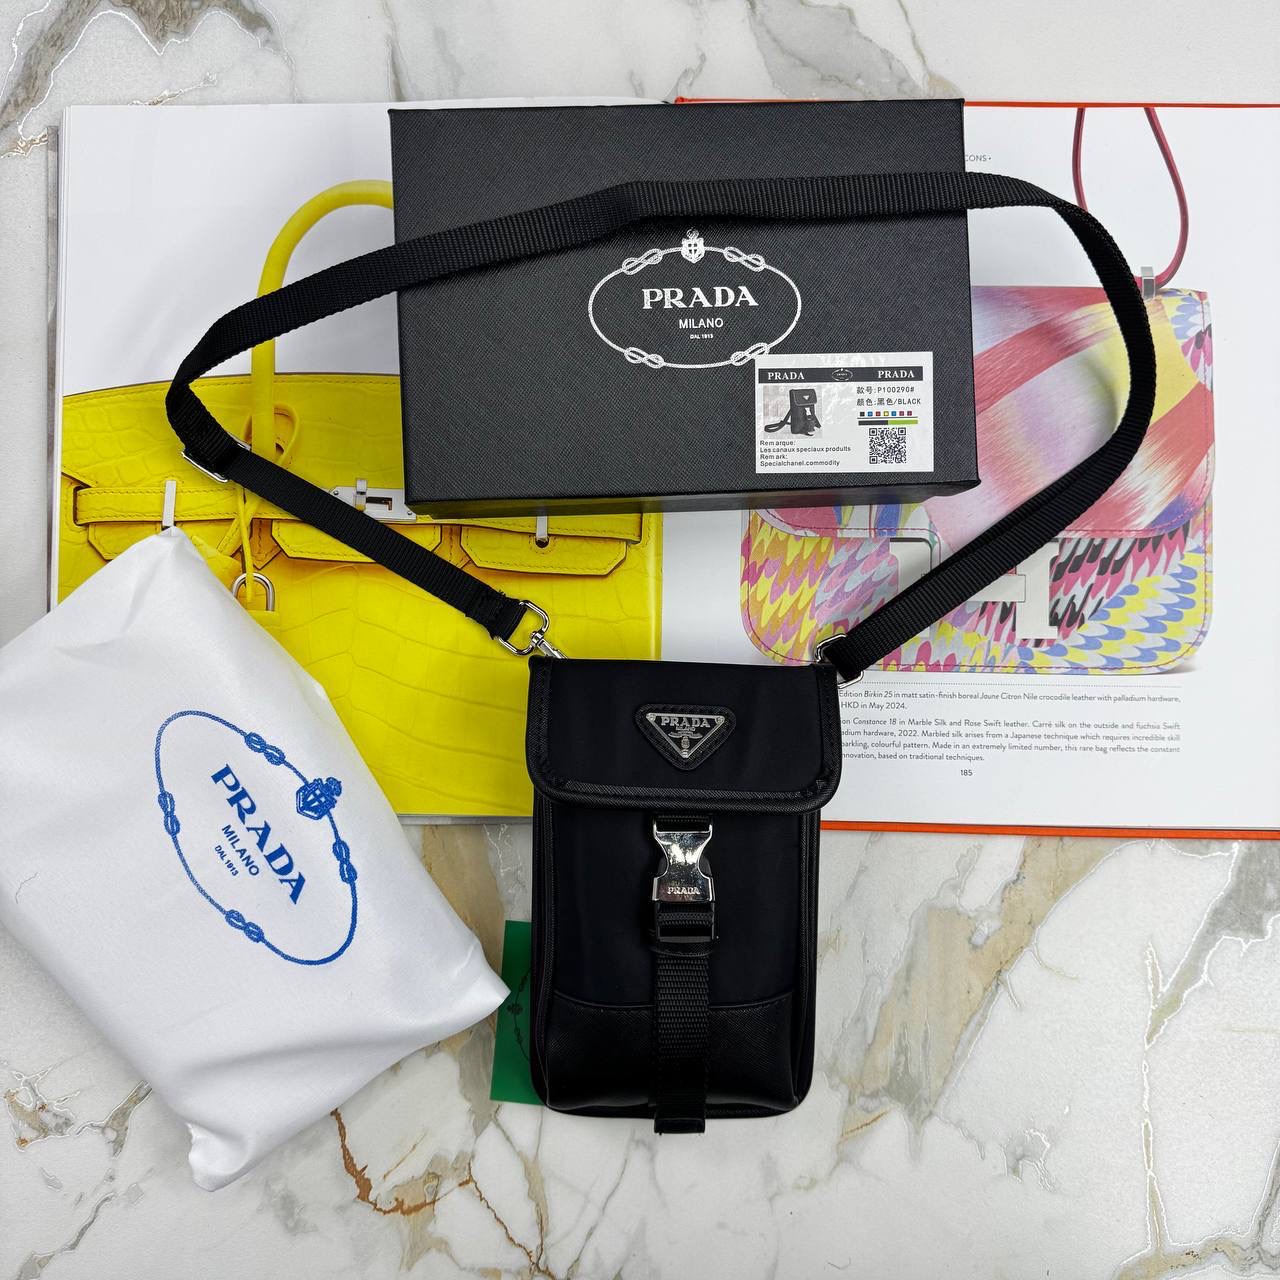 CONS •
PRADA
MILANO
DAL 1913
PRADA PRADA
款号:P100290#
颜色:黑色/BLACK
Rem arque:
Les canaux speciaux produits
Rem ark:
Specialchanel.commodity
Edition Birkin 25 in matt satin-finish boreal Jaune Citron Nile crocodile leather with palladium hardware,
HKD in May 2024.
on Constance 18 in Marble Silk and Rose Swift leather. Carré silk on the outside and fuchsia Swift
adium hardware, 2022. Marbled silk arises from a Japanese technique which requires incredible skill
parkling, colourful pattern. Made in an extremely limited number, this rare bag reflects the constant
nnovation, based on traditional techniques.
185
PRADA
MILANO
PRADA
PRADA
MILANO
DAL 1913